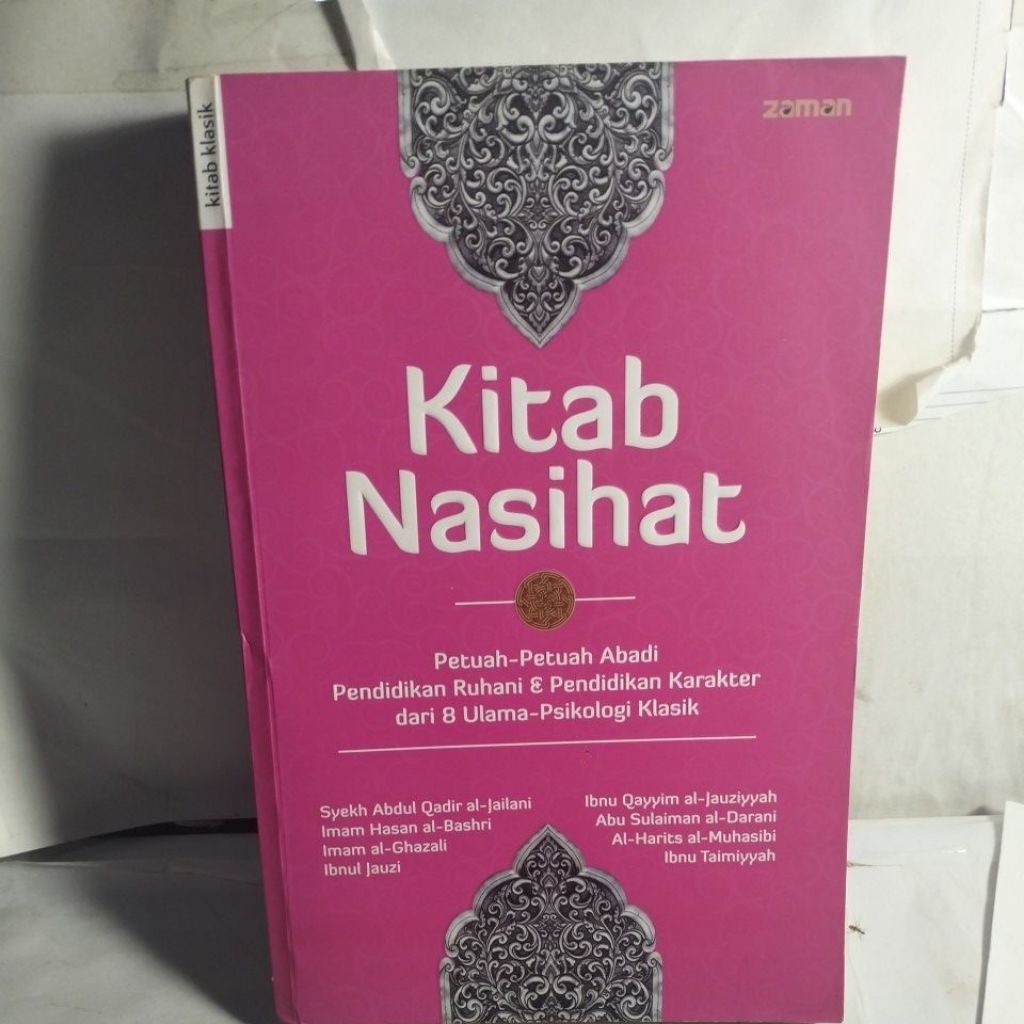 kitab klasik
zaman
Kitab
Nasihat
Petuah-Petuah Abadi
Pendidikan Ruhani & Pendidikan Karakter
dari 8 Ulama-Psikologi Klasik
Syekh Abdul Qadir al-Jailani
Imam Hasan al-Bashri
Imam al-Ghazali
Ibnul Jauzi
Ibnu Qayyim al-Jauziyyah
Abu Sulaiman al-Darani
Al-Harits al-Muhasibi
Ibnu Taimiyyah